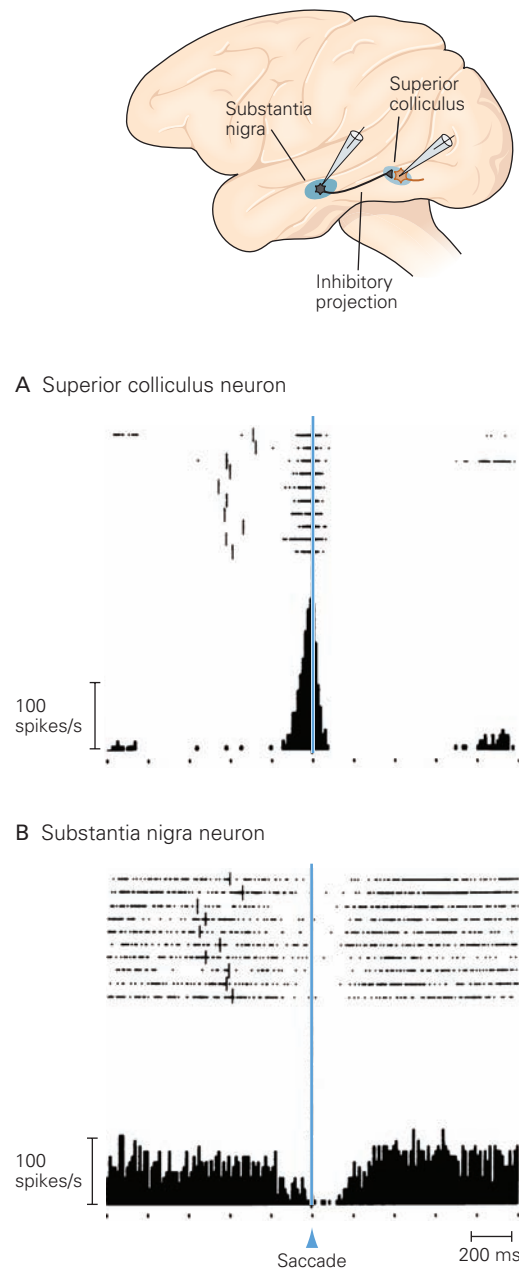 Superior
colliculus
Substantia
nigra
Inhibitory
projection
A Superior colliculus neuron
100
spikes/s
B Substantia nigra neuron
100
spikes/s
Saccade
200 ms